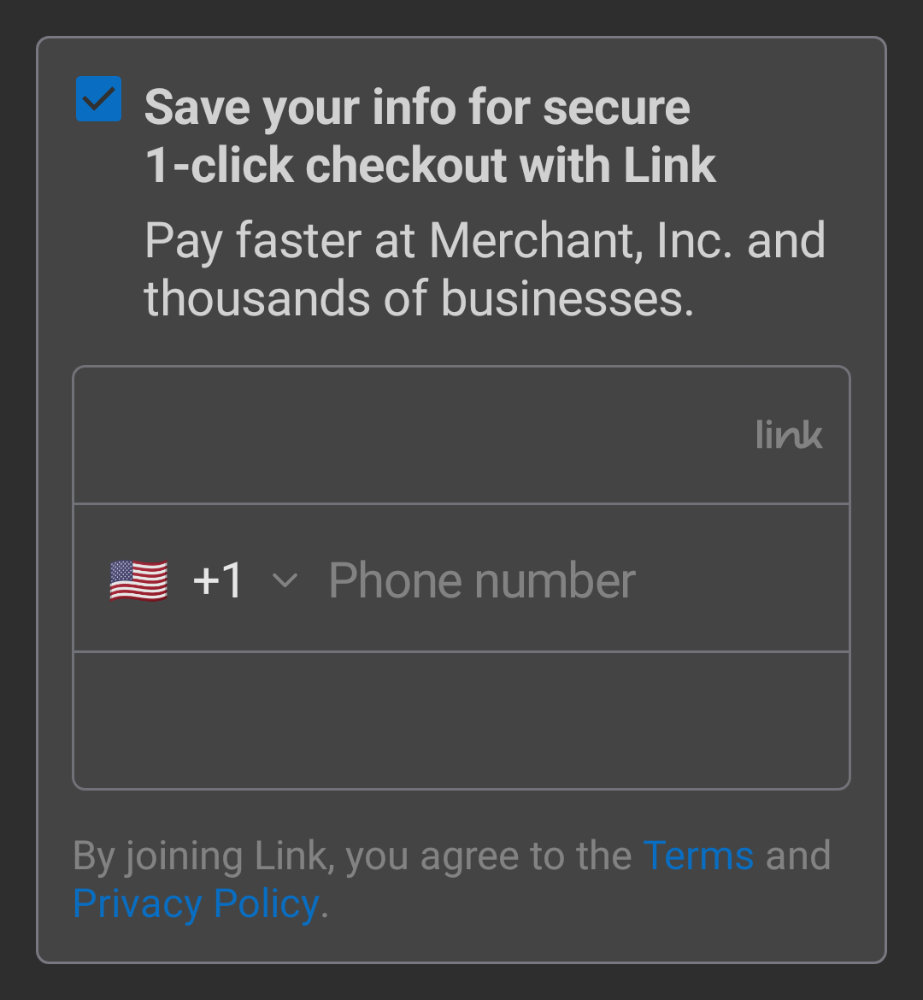 Save your info for secure
1-click checkout with Link
Pay faster at Merchant, Inc. and
thousands of businesses.
link
+1 Phone number
By joining Link, you agree to the Terms and
Privacy Policy.